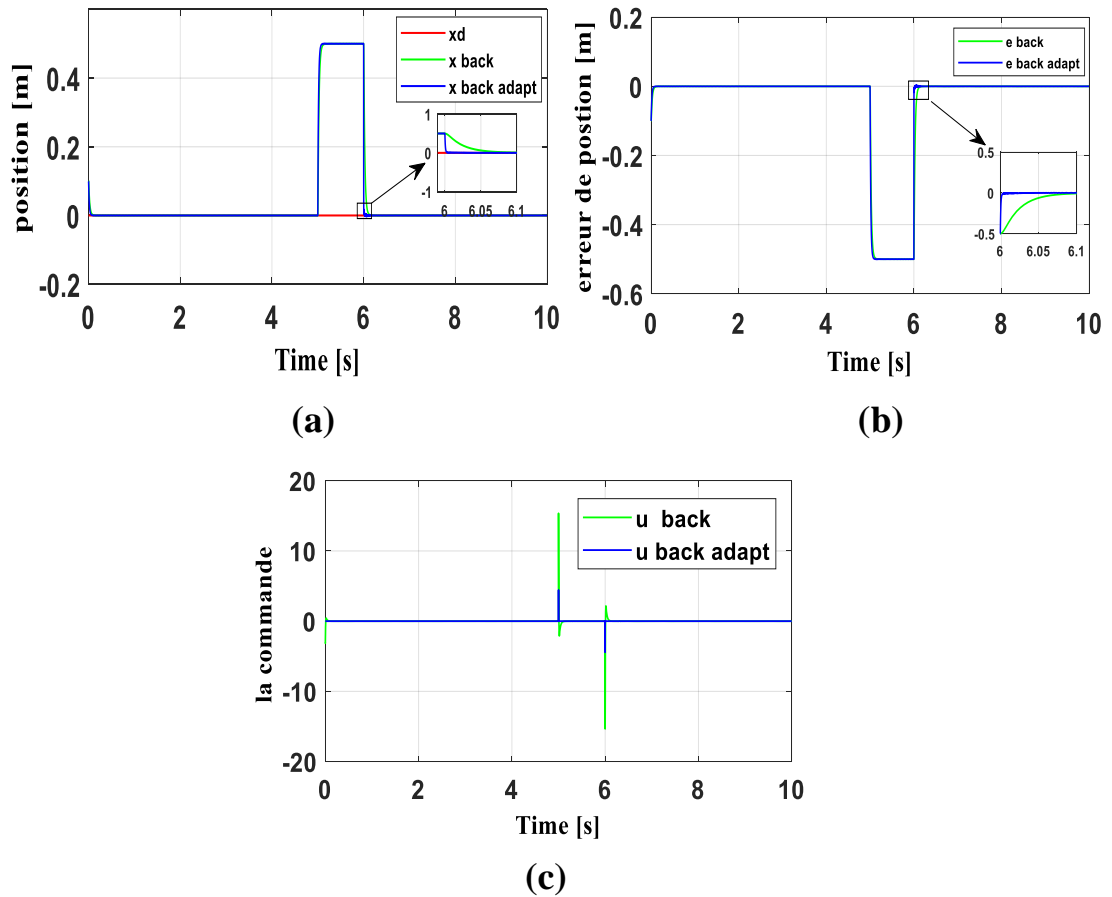 position [m]
0.4
0.2
0
-0.2
xd
x back
x back adapt
1
0
-1
6
6.05
6.1
0 2 4 6 8 10
Time [s]
(a)
erreur de postion [m]
0.2
0
-0.2
-0.4
-0.6
e back
e back adapt
0.5
0
-0.5
6
6.05
6.1
0 2 4 6 8 10
Time [s]
(b)
la commande
20
10
0
-10
-20
u back
u back adapt
0 2 4 6 8 10
Time [s]
(c)